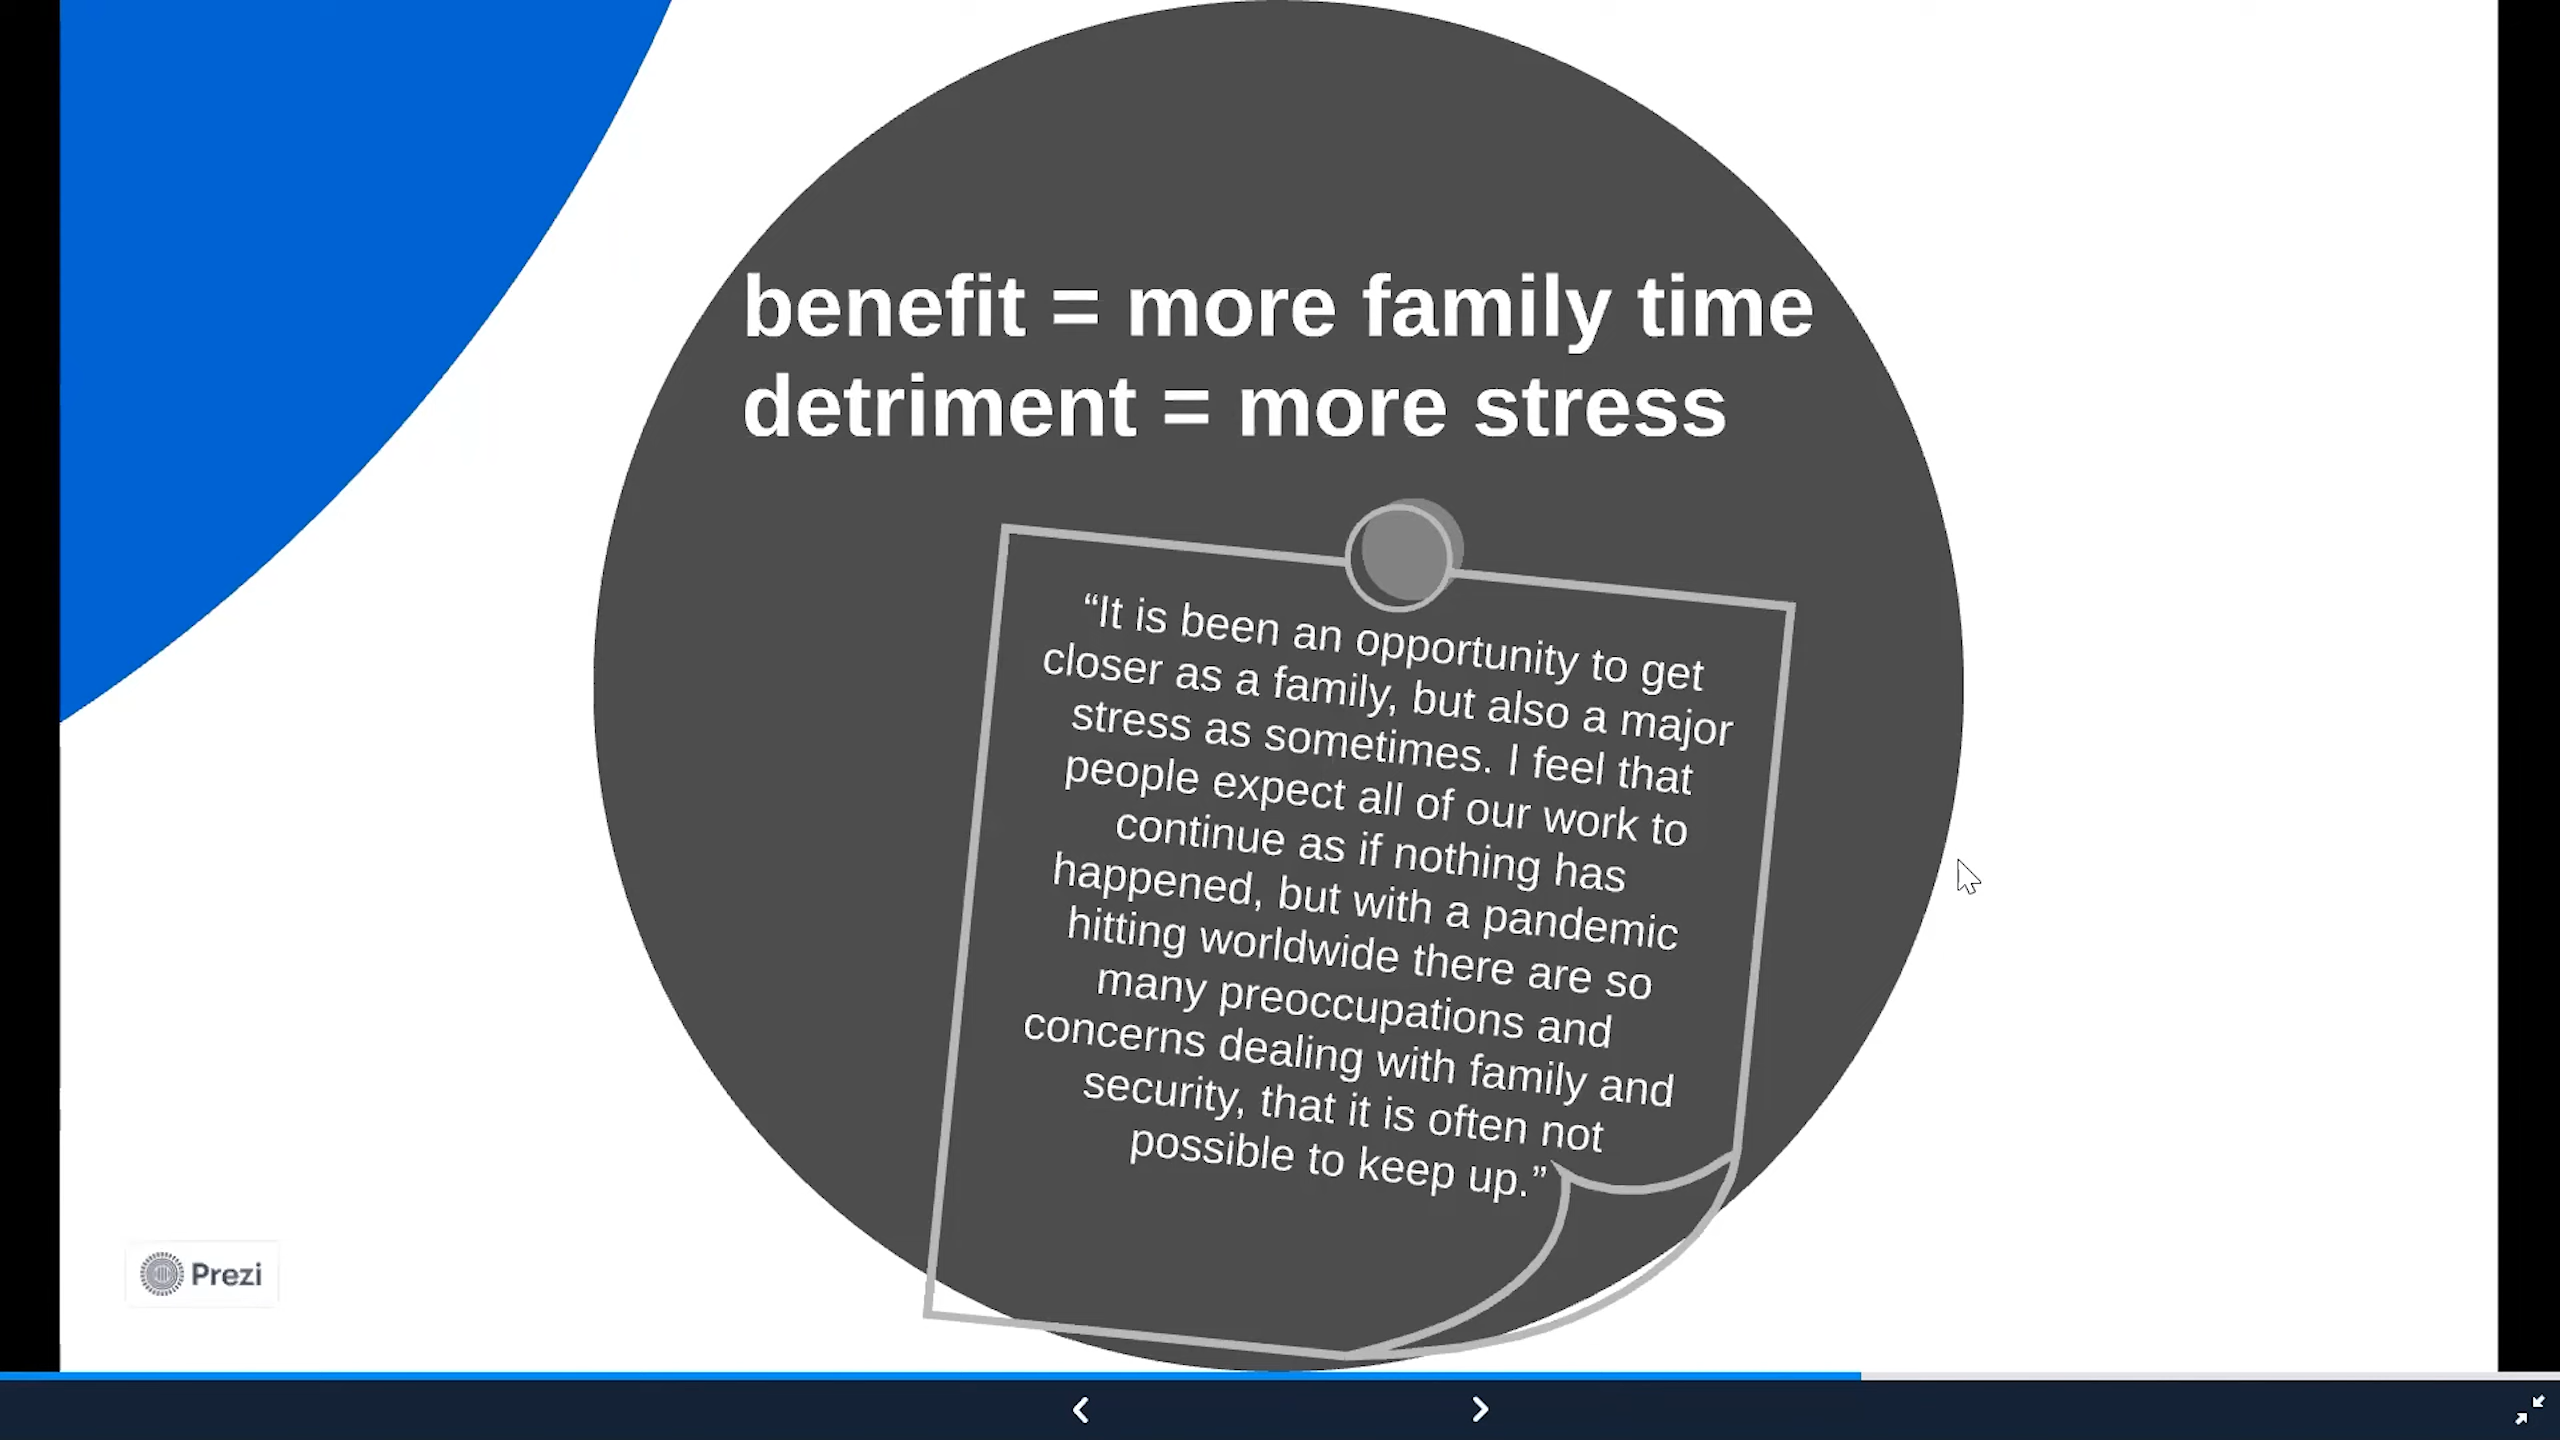 benefit = more family time
detriment = more stress
“It is been an opportunity to get
closer as a family, but also a major
stress as sometimes. I feel that
people expect all of our work to
continue as if nothing has
happened, but with a pandemic
hitting worldwide there are so
many preoccupations and
concerns dealing with family and
security, that it is often not
possible to keep up.”
Prezi